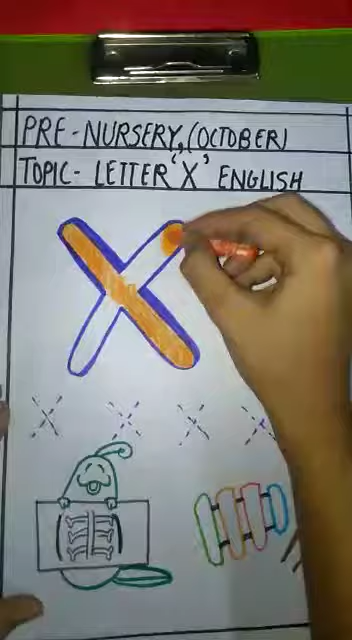 PRE-NURSERY,(OCTOBER)
TOPIC- LETTER 'X' ENGLISH
X
X X X X